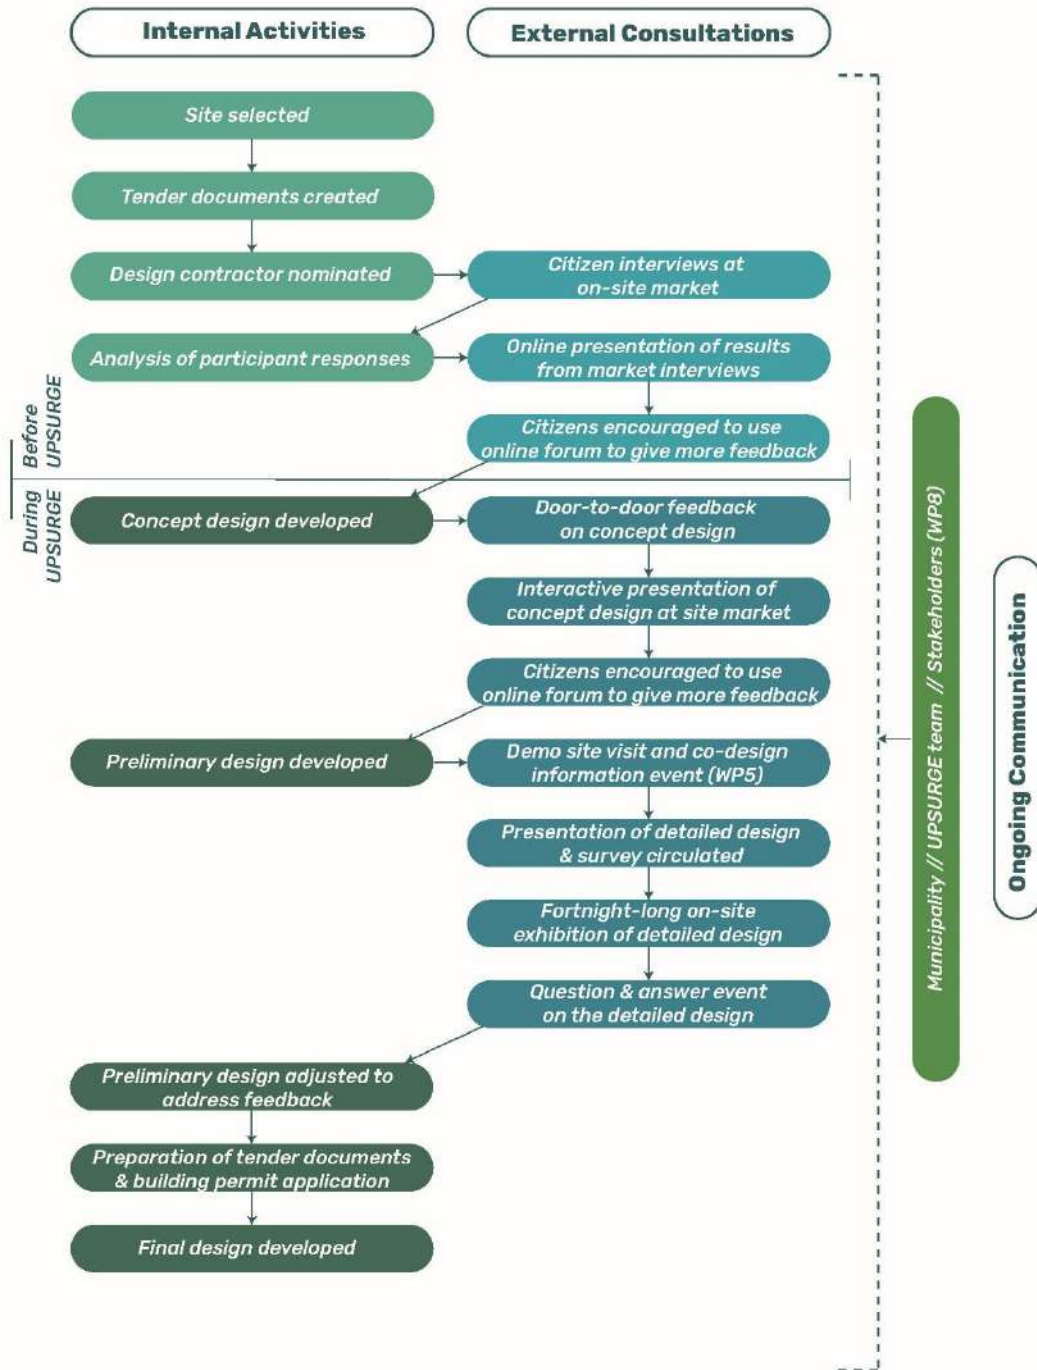 Internal Activities
External Consultations
Site selected
Tender documents created
Design contractor nominated
Citizen interviews at
on-site market
Analysis of participant responses
Online presentation of results
from market interviews
Before
UPSURGE
Citizens encouraged to use
online forum to give more feedback
During
UPSURGE
Concept design developed
Door-to-door feedback
on concept design
Interactive presentation of
concept design at site market
Citizens encouraged to use
online forum to give more feedback
Preliminary design developed
Demo site visit and co-design
information event (WP5)
Presentation of detailed design
& survey circulated
Fortnight-long on-site
exhibition of detailed design
Question & answer event
on the detailed design
Preliminary design adjusted to
address feedback
Preparation of tender documents
& building permit application
Final design developed
Municipality // UPSURGE team // Stakeholders (WP8)
Ongoing Communication